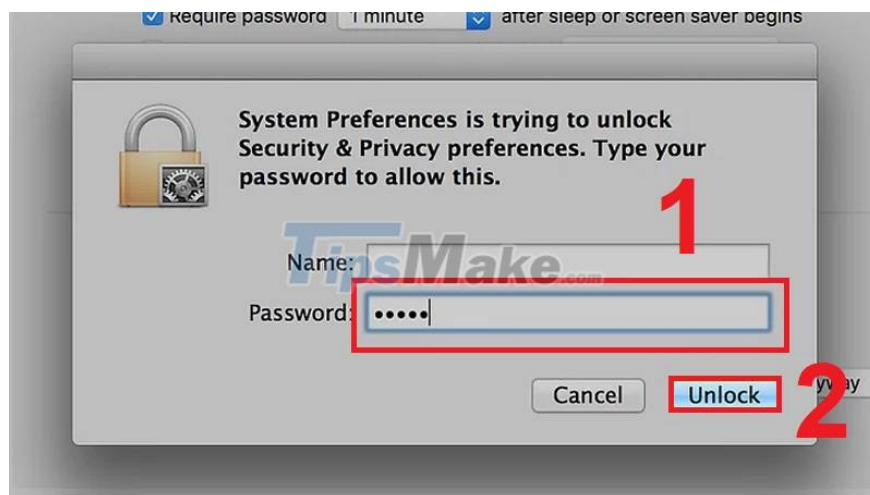 Require password 1 minute after sleep or screen saver begins
System Preferences is trying to unlock
Security & Privacy preferences. Type your
password to allow this.
1
TipsMake.com
Name:
Password: •••••
Cancel Unlock
2
yway